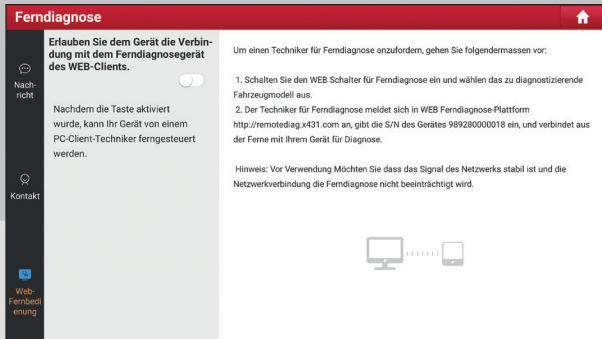 Ferndiagnose
Nach-
richt
Kontakt
Web-
Fernbedi
enung
Erlauben Sie dem Gerät die Verbin-
dung mit dem Ferndiagnosegerät
des WEB-Clients.
Nachdem die Taste aktiviert
wurde, kann Ihr Gerät von einem
PC-Client-Techniker ferngesteuert
werden.
Um einen Techniker für Ferndiagnose anzufordern, gehen Sie folgendermassen vor:
1. Schalten Sie den WEB Schalter für Ferndiagnose ein und wählen das zu diagnostizierende
Fahrzeugmodell aus.
2. Der Techniker für Ferndiagnose meldet sich in WEB Ferndiagnose-Plattform
http://remotediag.x431.com an, gibt die S/N des Gerätes 989280000018 ein, und verbindet aus
der Ferne mit Ihrem Gerät für Diagnose.
Hinweis: Vor Verwendung Möchten Sie dass das Signal des Netzwerks stabil ist und die
Netzwerkverbindung die Ferndiagnose nicht beeinträchtigt wird.